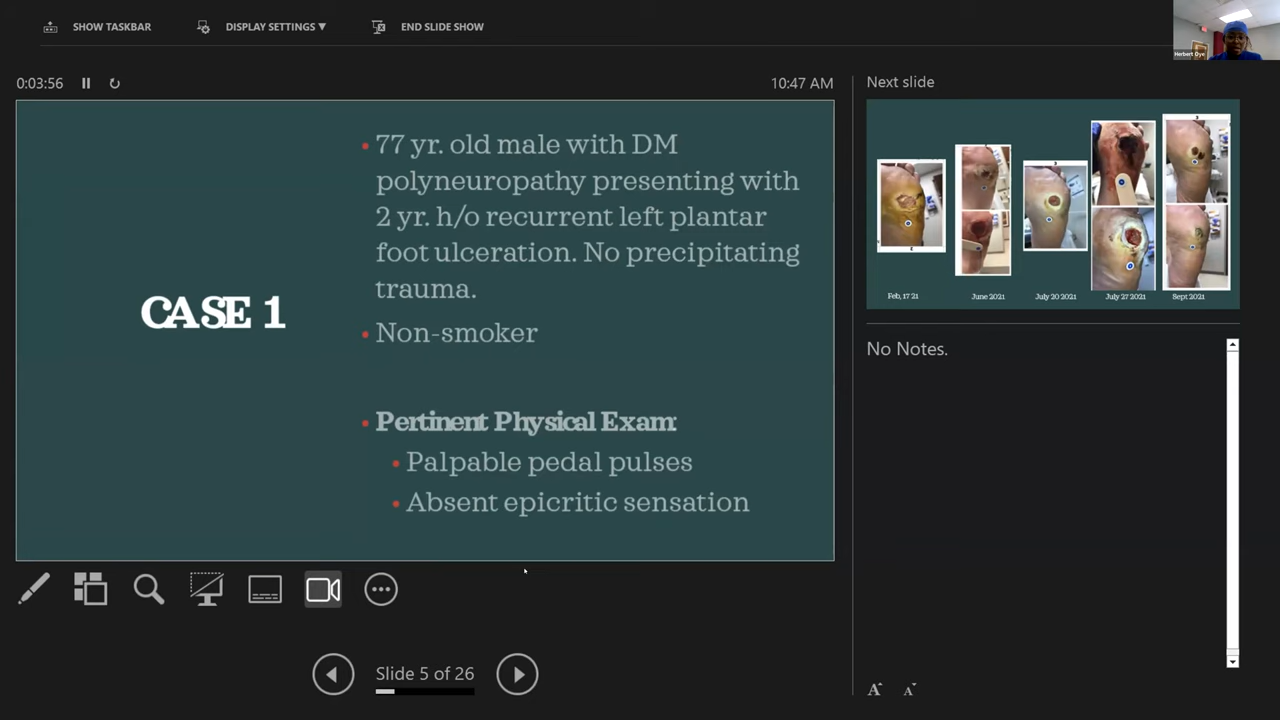 SHOW TASKBAR
DISPLAY SETTINGS ▼
END SLIDE SHOW
0:03:56
10:47 AM
CASE 1
• 77 yr. old male with DM
polyneuropathy presenting with
2 yr. h/o recurrent left plantar
foot ulceration. No precipitating
trauma.
• Non-smoker
• Pertinent Physical Exam:
• Palpable pedal pulses
• Absent epicritic sensation
Slide 5 of 26
Next slide
Feb, 17 21
June 2021
July 20 2021
July 27 2021
Sept 2021
No Notes.
A A
Herbert Oye